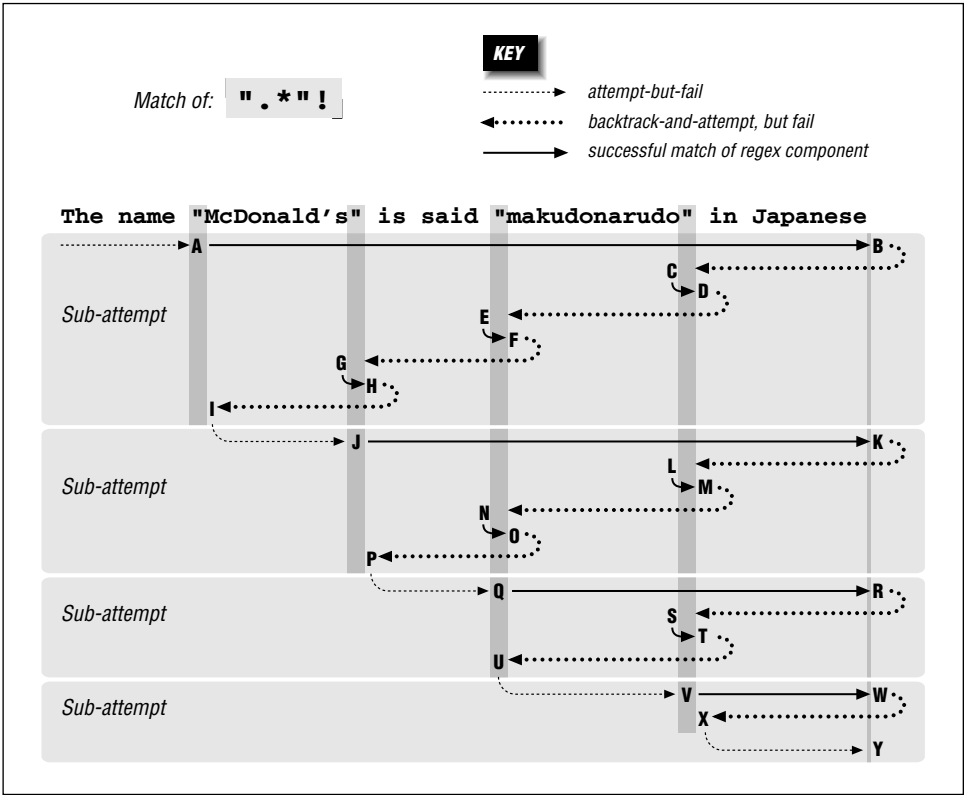 KEY
Match of: ".*"!
attempt-but-fail
backtrack-and-attempt, but fail
successful match of regex component
The name "McDonald's" is said "makudonarudo" in Japanese
A B
C D
Sub-attempt
E F
G H
I
J K
L M
Sub-attempt
N O
P
Q R
Sub-attempt
S T
U
V W
Sub-attempt
X
Y